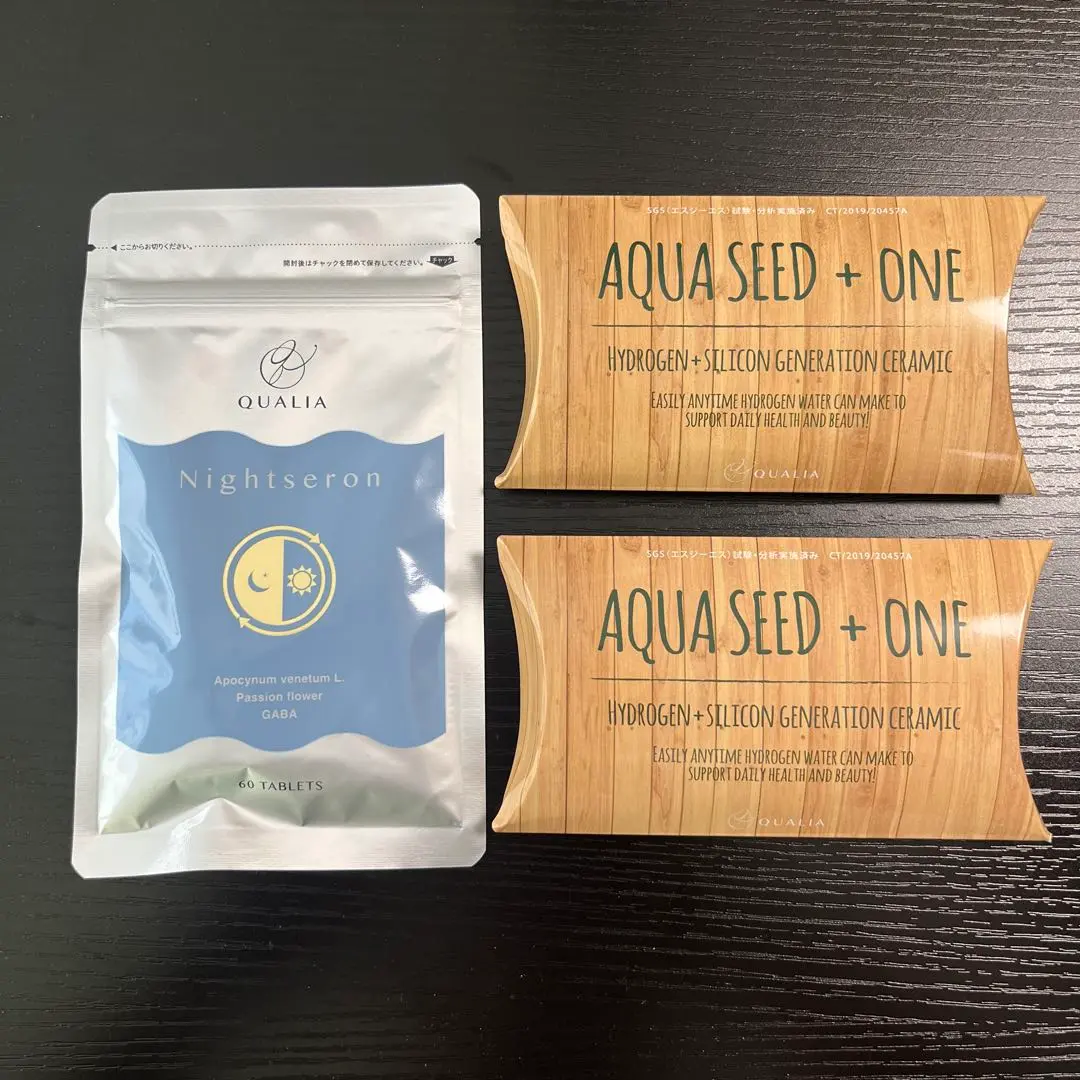 ここからお切りください。
開封後はチャックを閉めて保存してください。 チャック
QUALIA
Nightseron
Apocynum venetum L.
Passion flower
GABA
60 TABLETS
SGS(エスジーエス)試験・分析実施済み CT/2019/20457A
AQUA SEED + ONE
HYDROGEN+SILICON GENERATION CERAMIC
EASILY ANYTIME HYDROGEN WATER CAN MAKE TO
SUPPORT DAILY HEALTH AND BEAUTY!
QUALIA
SGS(エスジーエス)試験・分析実施済み CT/2019/20457A
AQUA SEED + ONE
HYDROGEN+SILICON GENERATION CERAMIC
EASILY ANYTIME HYDROGEN WATER CAN MAKE TO
SUPPORT DAILY HEALTH AND BEAUTY!
QUALIA